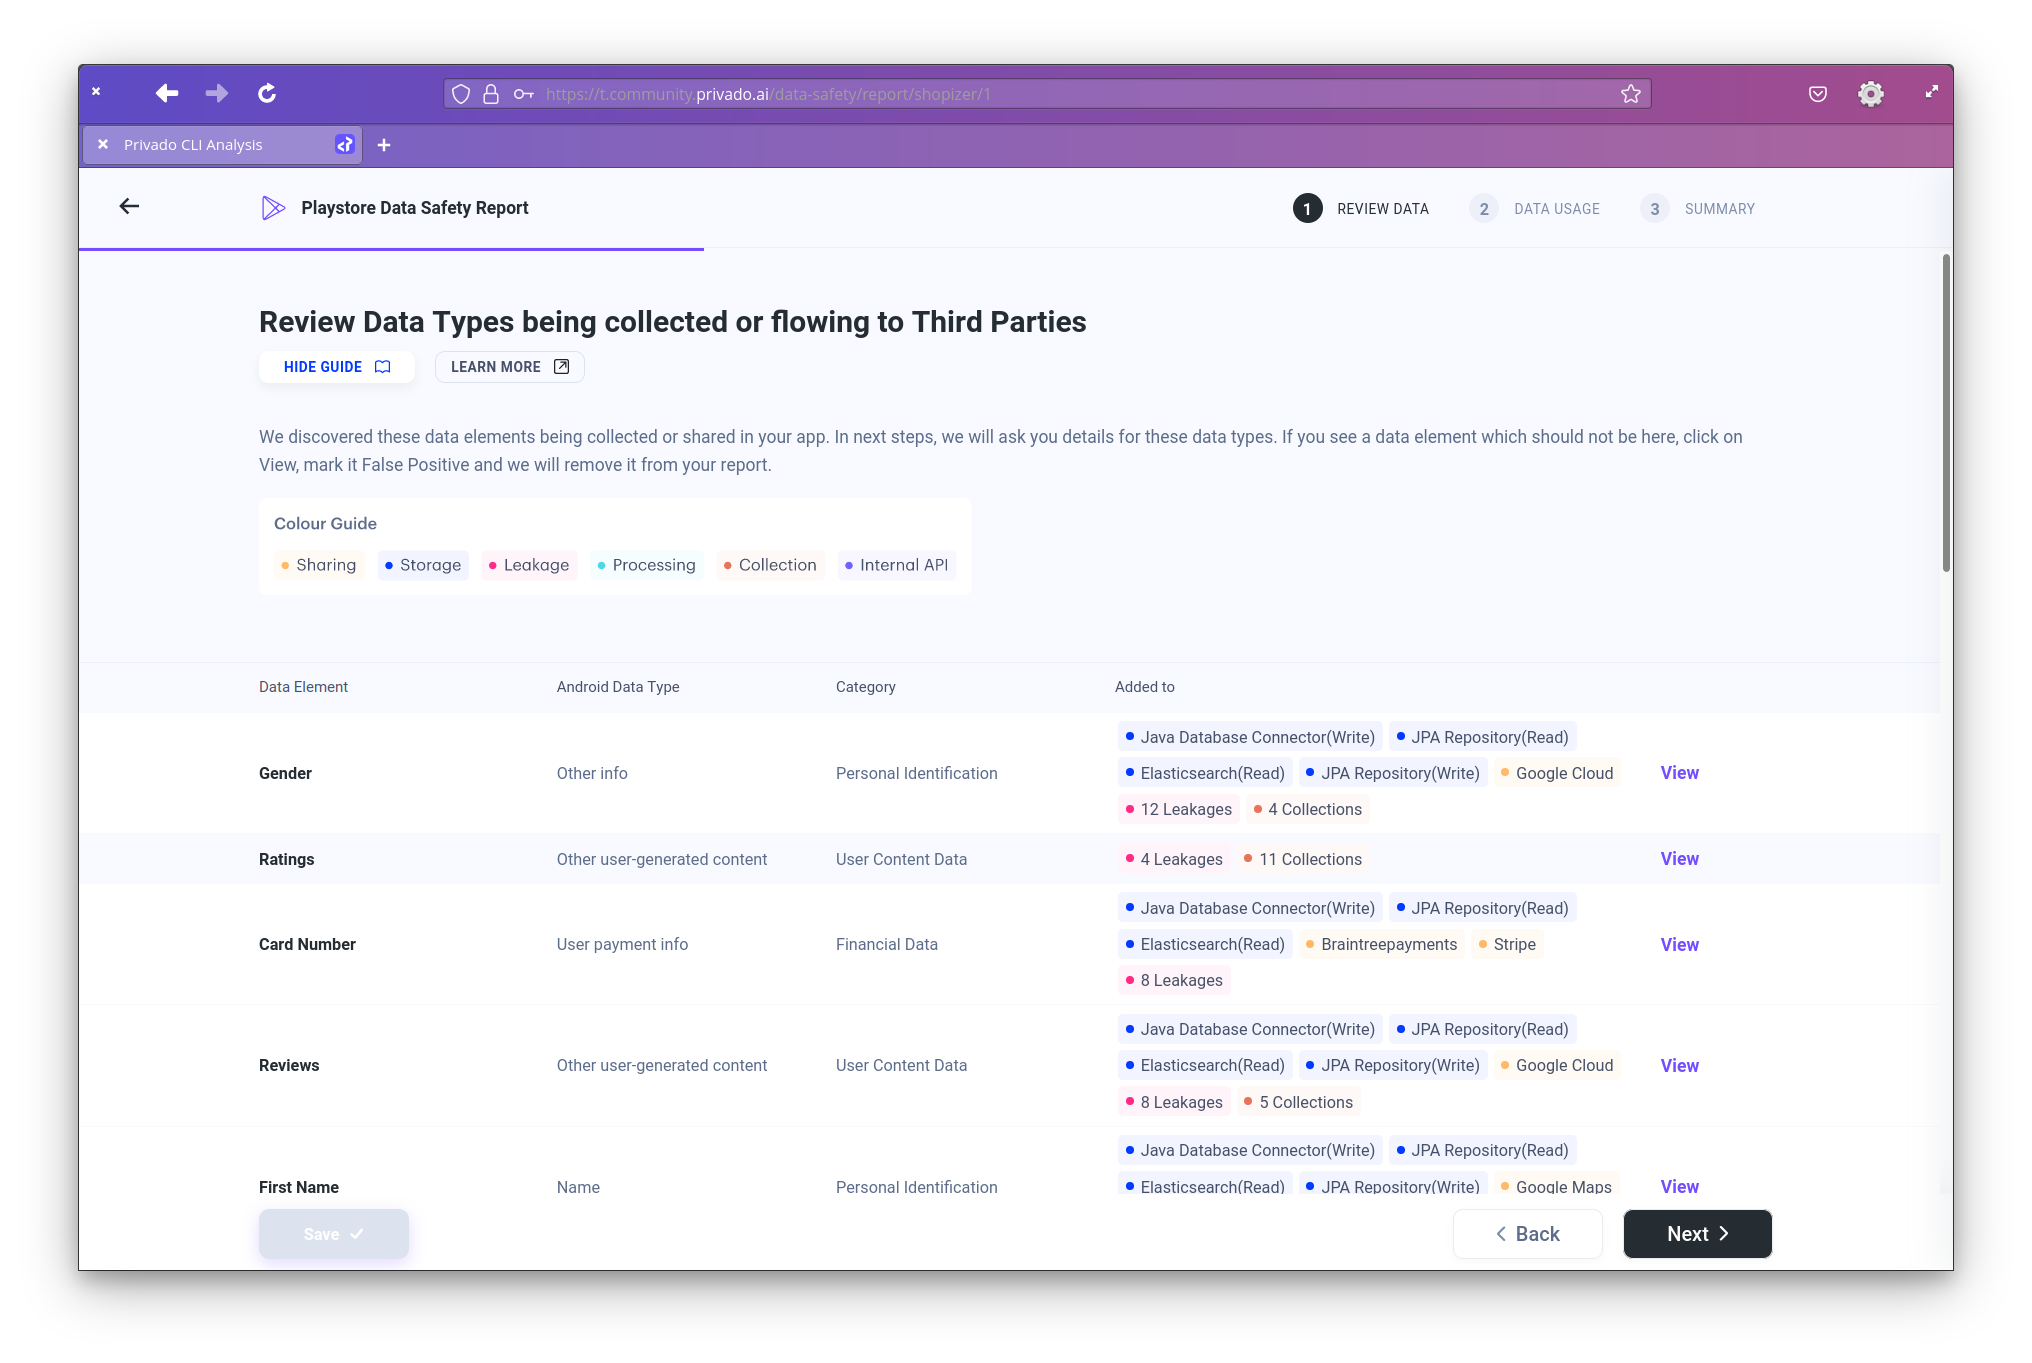 https://t.community.privado.ai/data-safety/report/shopizer/1
Privado CLI Analysis
Playstore Data Safety Report
1 REVIEW DATA 2 DATA USAGE 3 SUMMARY
Review Data Types being collected or flowing to Third Parties
HIDE GUIDE LEARN MORE
We discovered these data elements being collected or shared in your app. In next steps, we will ask you details for these data types. If you see a data element which should not be here, click on
View, mark it False Positive and we will remove it from your report.
Colour Guide
Sharing Storage Leakage Processing Collection Internal API
Data Element Android Data Type Category Added to
Java Database Connector(Write) JPA Repository(Read)
Gender Other info Personal Identification Elasticsearch(Read) JPA Repository(Write) Google Cloud View
12 Leakages 4 Collections
Ratings Other user-generated content User Content Data 4 Leakages 11 Collections View
Java Database Connector(Write) JPA Repository(Read)
Card Number User payment info Financial Data Elasticsearch(Read) Braintreepayments Stripe View
8 Leakages
Java Database Connector(Write) JPA Repository(Read)
Reviews Other user-generated content User Content Data Elasticsearch(Read) JPA Repository(Write) Google Cloud View
8 Leakages 5 Collections
Java Database Connector(Write) JPA Repository(Read)
First Name Name Personal Identification Elasticsearch(Read) JPA Repository(Write) Google Maps View
Save Back Next